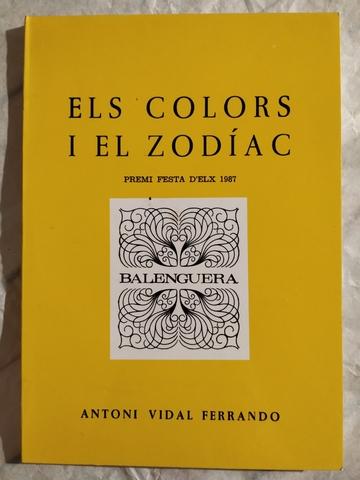 ELS COLORS
I EL ZODÍAC
PREMI FESTA D'ELX 1987
BALENGUERA
ANTONI VIDAL FERRANDO